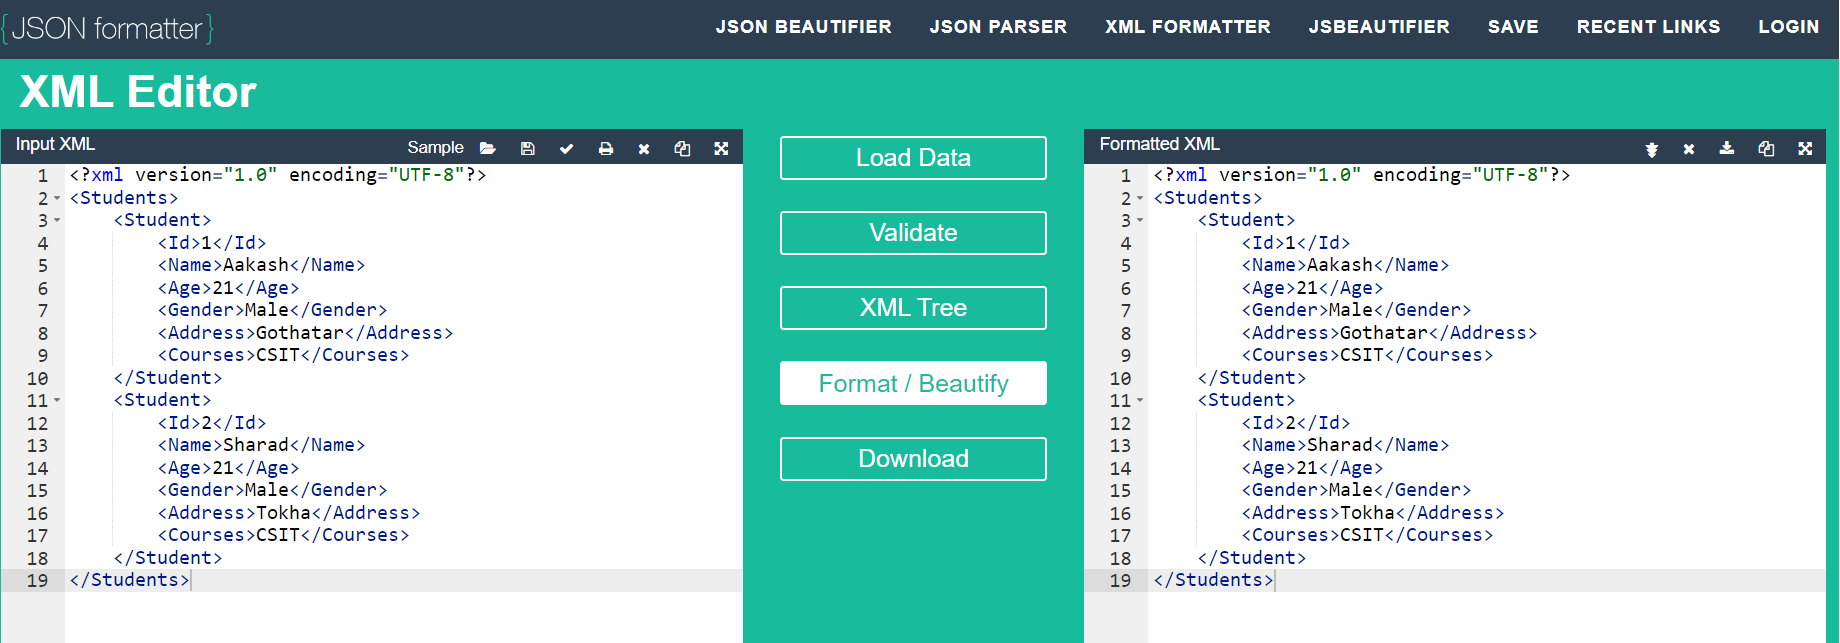 {JSON formatter}
JSON BEAUTIFIER JSON PARSER XML FORMATTER JSBEAUTIFIER SAVE RECENT LINKS LOGIN
XML Editor
Input XML Sample
1 <?xml version="1.0" encoding="UTF-8"?>
2 <Students>
3 <Student>
4 <Id>1</Id>
5 <Name>Aakash</Name>
6 <Age>21</Age>
7 <Gender>Male</Gender>
8 <Address>Gothatar</Address>
9 <Courses>CSIT</Courses>
10 </Student>
11 <Student>
12 <Id>2</Id>
13 <Name>Sharad</Name>
14 <Age>21</Age>
15 <Gender>Male</Gender>
16 <Address>Tokha</Address>
17 <Courses>CSIT</Courses>
18 </Student>
19 </Students>
Load Data
Validate
XML Tree
Format / Beautify
Download
Formatted XML
1 <?xml version="1.0" encoding="UTF-8"?>
2 <Students>
3 <Student>
4 <Id>1</Id>
5 <Name>Aakash</Name>
6 <Age>21</Age>
7 <Gender>Male</Gender>
8 <Address>Gothatar</Address>
9 <Courses>CSIT</Courses>
10 </Student>
11 <Student>
12 <Id>2</Id>
13 <Name>Sharad</Name>
14 <Age>21</Age>
15 <Gender>Male</Gender>
16 <Address>Tokha</Address>
17 <Courses>CSIT</Courses>
18 </Student>
19 </Students>